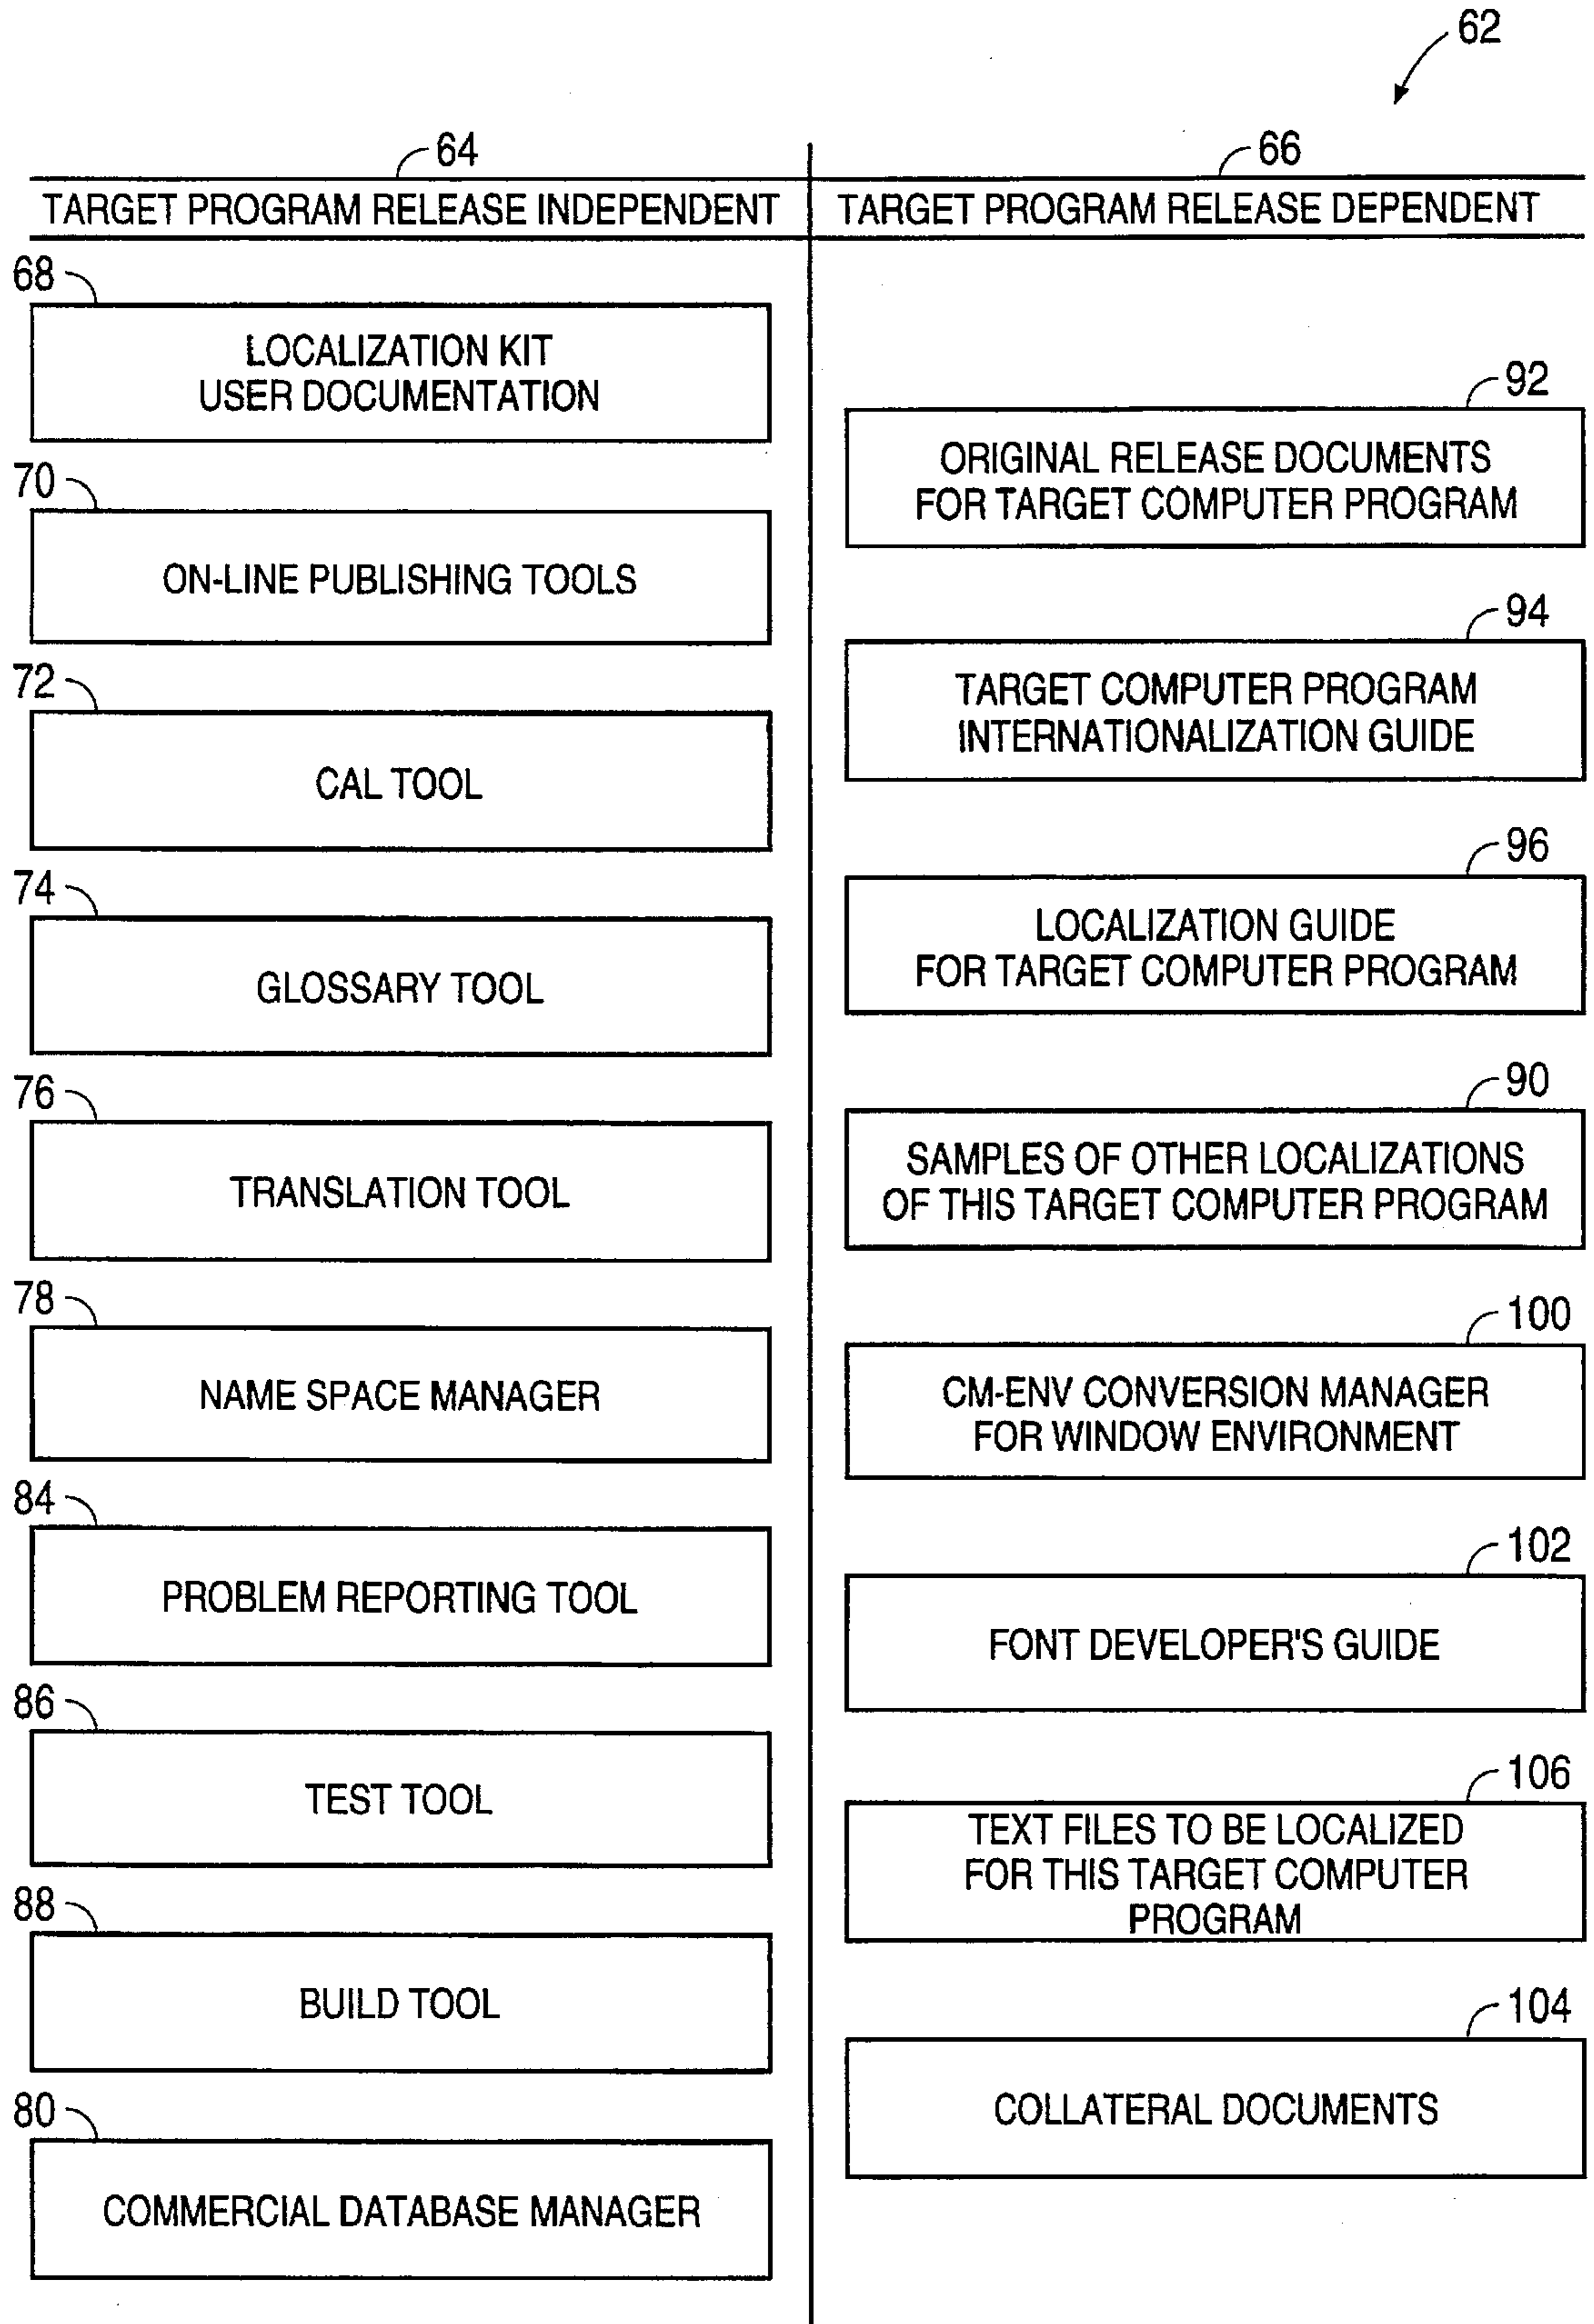 62
64
TARGET PROGRAM RELEASE INDEPENDENT
68
LOCALIZATION KIT
USER DOCUMENTATION
70
ON-LINE PUBLISHING TOOLS
72
CAL TOOL
74
GLOSSARY TOOL
76
TRANSLATION TOOL
78
NAME SPACE MANAGER
84
PROBLEM REPORTING TOOL
86
TEST TOOL
88
BUILD TOOL
80
COMMERCIAL DATABASE MANAGER
66
TARGET PROGRAM RELEASE DEPENDENT
92
ORIGINAL RELEASE DOCUMENTS
FOR TARGET COMPUTER PROGRAM
94
TARGET COMPUTER PROGRAM
INTERNATIONALIZATION GUIDE
96
LOCALIZATION GUIDE
FOR TARGET COMPUTER PROGRAM
90
SAMPLES OF OTHER LOCALIZATIONS
OF THIS TARGET COMPUTER PROGRAM
100
CM-ENV CONVERSION MANAGER
FOR WINDOW ENVIRONMENT
102
FONT DEVELOPER'S GUIDE
106
TEXT FILES TO BE LOCALIZED
FOR THIS TARGET COMPUTER
PROGRAM
104
COLLATERAL DOCUMENTS